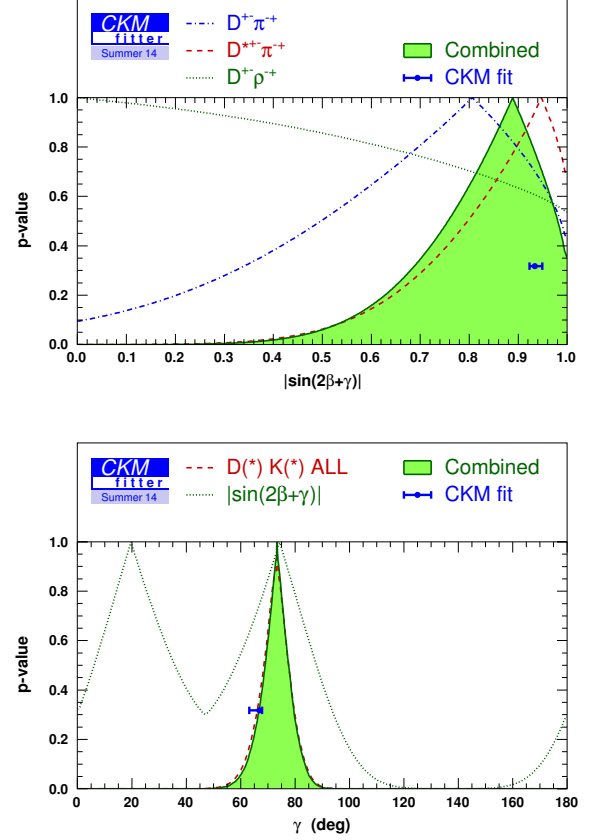 CKM
fitter
Summer 14
D⁺⁻π⁻⁺
D*⁺⁻π⁻⁺
D⁺⁻ρ⁻⁺
Combined
CKM fit
1.0
0.8
0.6
0.4
0.2
0.0
p-value
0.0 0.1 0.2 0.3 0.4 0.5 0.6 0.7 0.8 0.9 1.0
|sin(2β+γ)|
CKM
fitter
Summer 14
D(*) K(*) ALL
|sin(2β+γ)|
Combined
CKM fit
1.0
0.8
0.6
0.4
0.2
0.0
p-value
0 20 40 60 80 100 120 140 160 180
γ (deg)